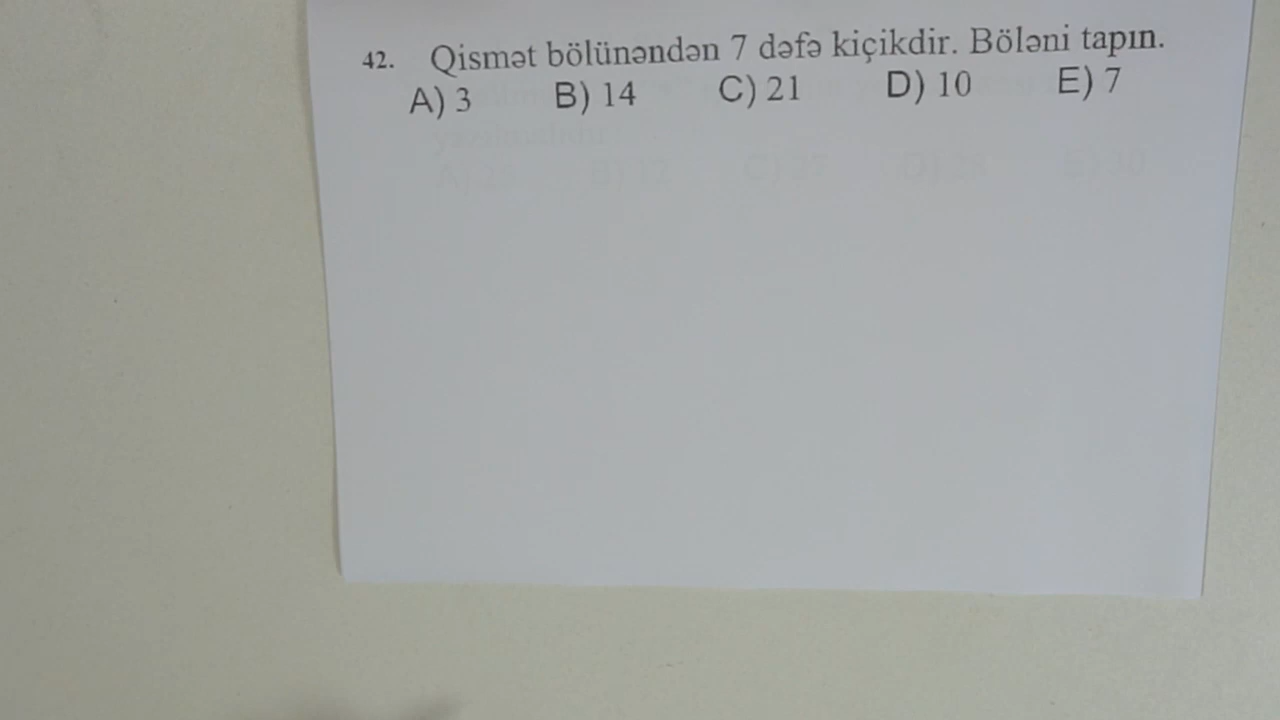 42. Qismət bölünəndən 7 dəfə kiçikdir. Böləni tapın.
A) 3 B) 14 C) 21 D) 10 E) 7